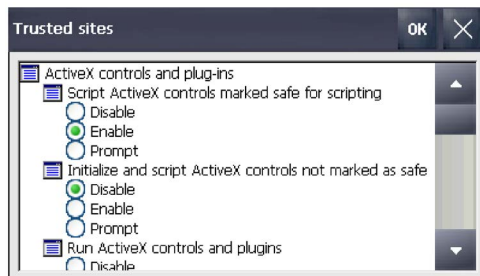 Trusted sites OK
ActiveX controls and plug-ins
Script ActiveX controls marked safe for scripting
Disable
Enable
Prompt
Initialize and script ActiveX controls not marked as safe
Disable
Enable
Prompt
Run ActiveX controls and plugins
Disable